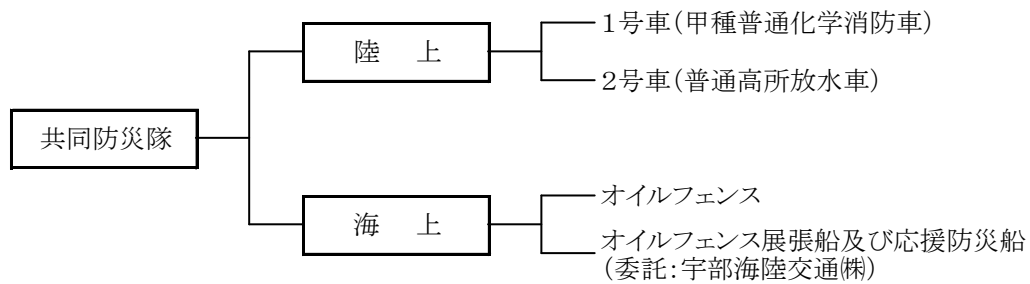 共同防災隊
陸　上
1号車（甲種普通化学消防車）
2号車（普通高所放水車）
海　上
オイルフェンス
オイルフェンス展張船及び応援防災船
（委託：宇部海陸交通㈱）